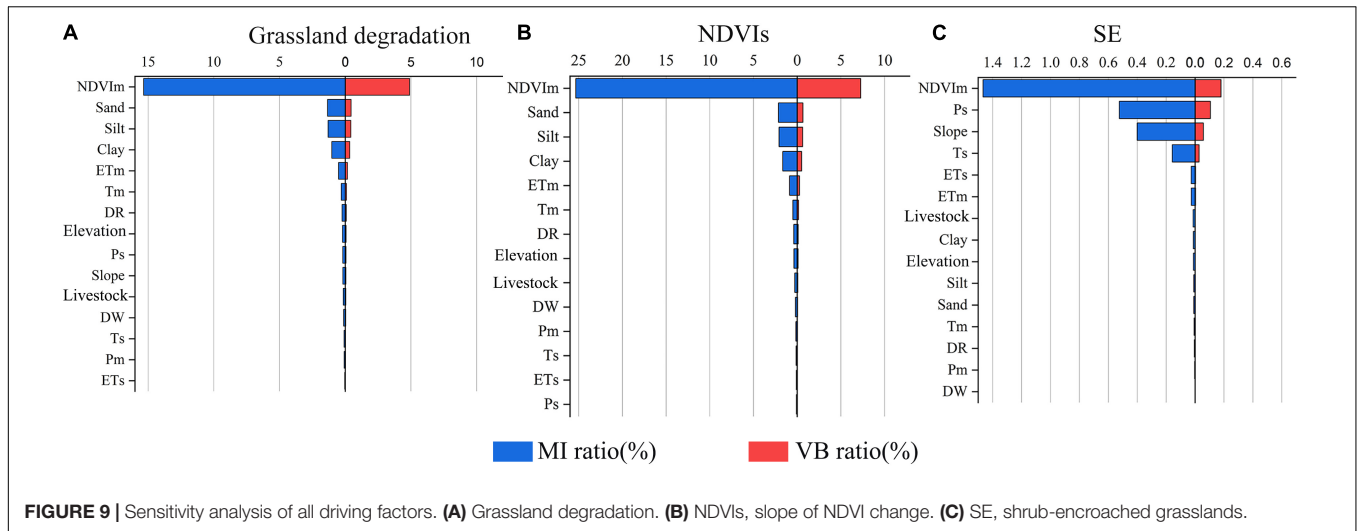 A
Grassland degradation
15 10 5 0 5 10
NDVIm
Sand
Silt
Clay
ETm
Tm
DR
Elevation
Ps
Slope
Livestock
DW
Ts
Pm
ETs
B
NDVIs
25 20 15 10 5 0 5 10
NDVIm
Sand
Silt
Clay
ETm
Tm
DR
Elevation
Livestock
DW
Pm
Ts
ETs
Ps
C
SE
1.4 1.2 1.0 0.8 0.6 0.4 0.2 0.0 0.2 0.4 0.6
NDVIm
Ps
Slope
Ts
ETs
ETm
Livestock
Clay
Elevation
Silt
Sand
Tm
DR
Pm
DW
MI ratio(%)
VB ratio(%)
FIGURE 9 | Sensitivity analysis of all driving factors. (A) Grassland degradation. (B) NDVIs, slope of NDVI change. (C) SE, shrub-encroached grasslands.